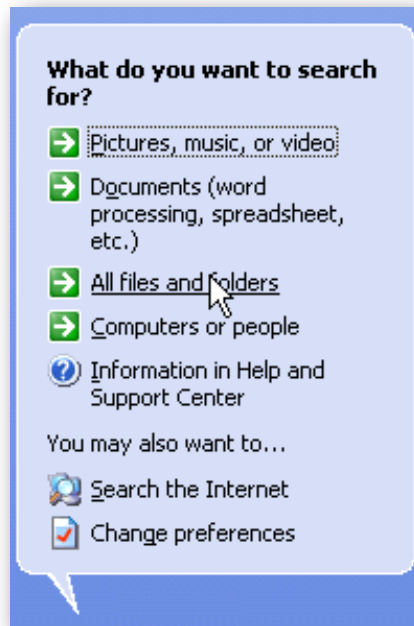 What do you want to search
for?
Pictures, music, or video
Documents (word
processing, spreadsheet,
etc.)
All files and folders
Computers or people
Information in Help and
Support Center
You may also want to...
Search the Internet
Change preferences